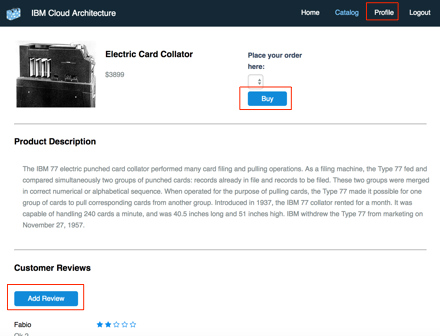 IBM Cloud Architecture
Home
Catalog
Profile
Logout
Electric Card Collator
$3899
Place your order
here:
Buy
Product Description
The IBM 77 electric punched card collator performed many card filing and pulling operations. As a filing machine, the Type 77 fed and
compared simultaneously two groups of punched cards: records already in file and records to be filed. These two groups were merged
in correct numerical or alphabetical sequence. When operated for the purpose of pulling cards, the Type 77 made it possible for one
group of cards to pull corresponding cards from another group. Introduced in 1937, the IBM 77 collator rented for a month. It was
capable of handling 240 cards a minute, and was 40.5 inches long and 51 inches high. IBM withdrew the Type 77 from marketing on
November 27, 1957.
Customer Reviews
Add Review
Fabio